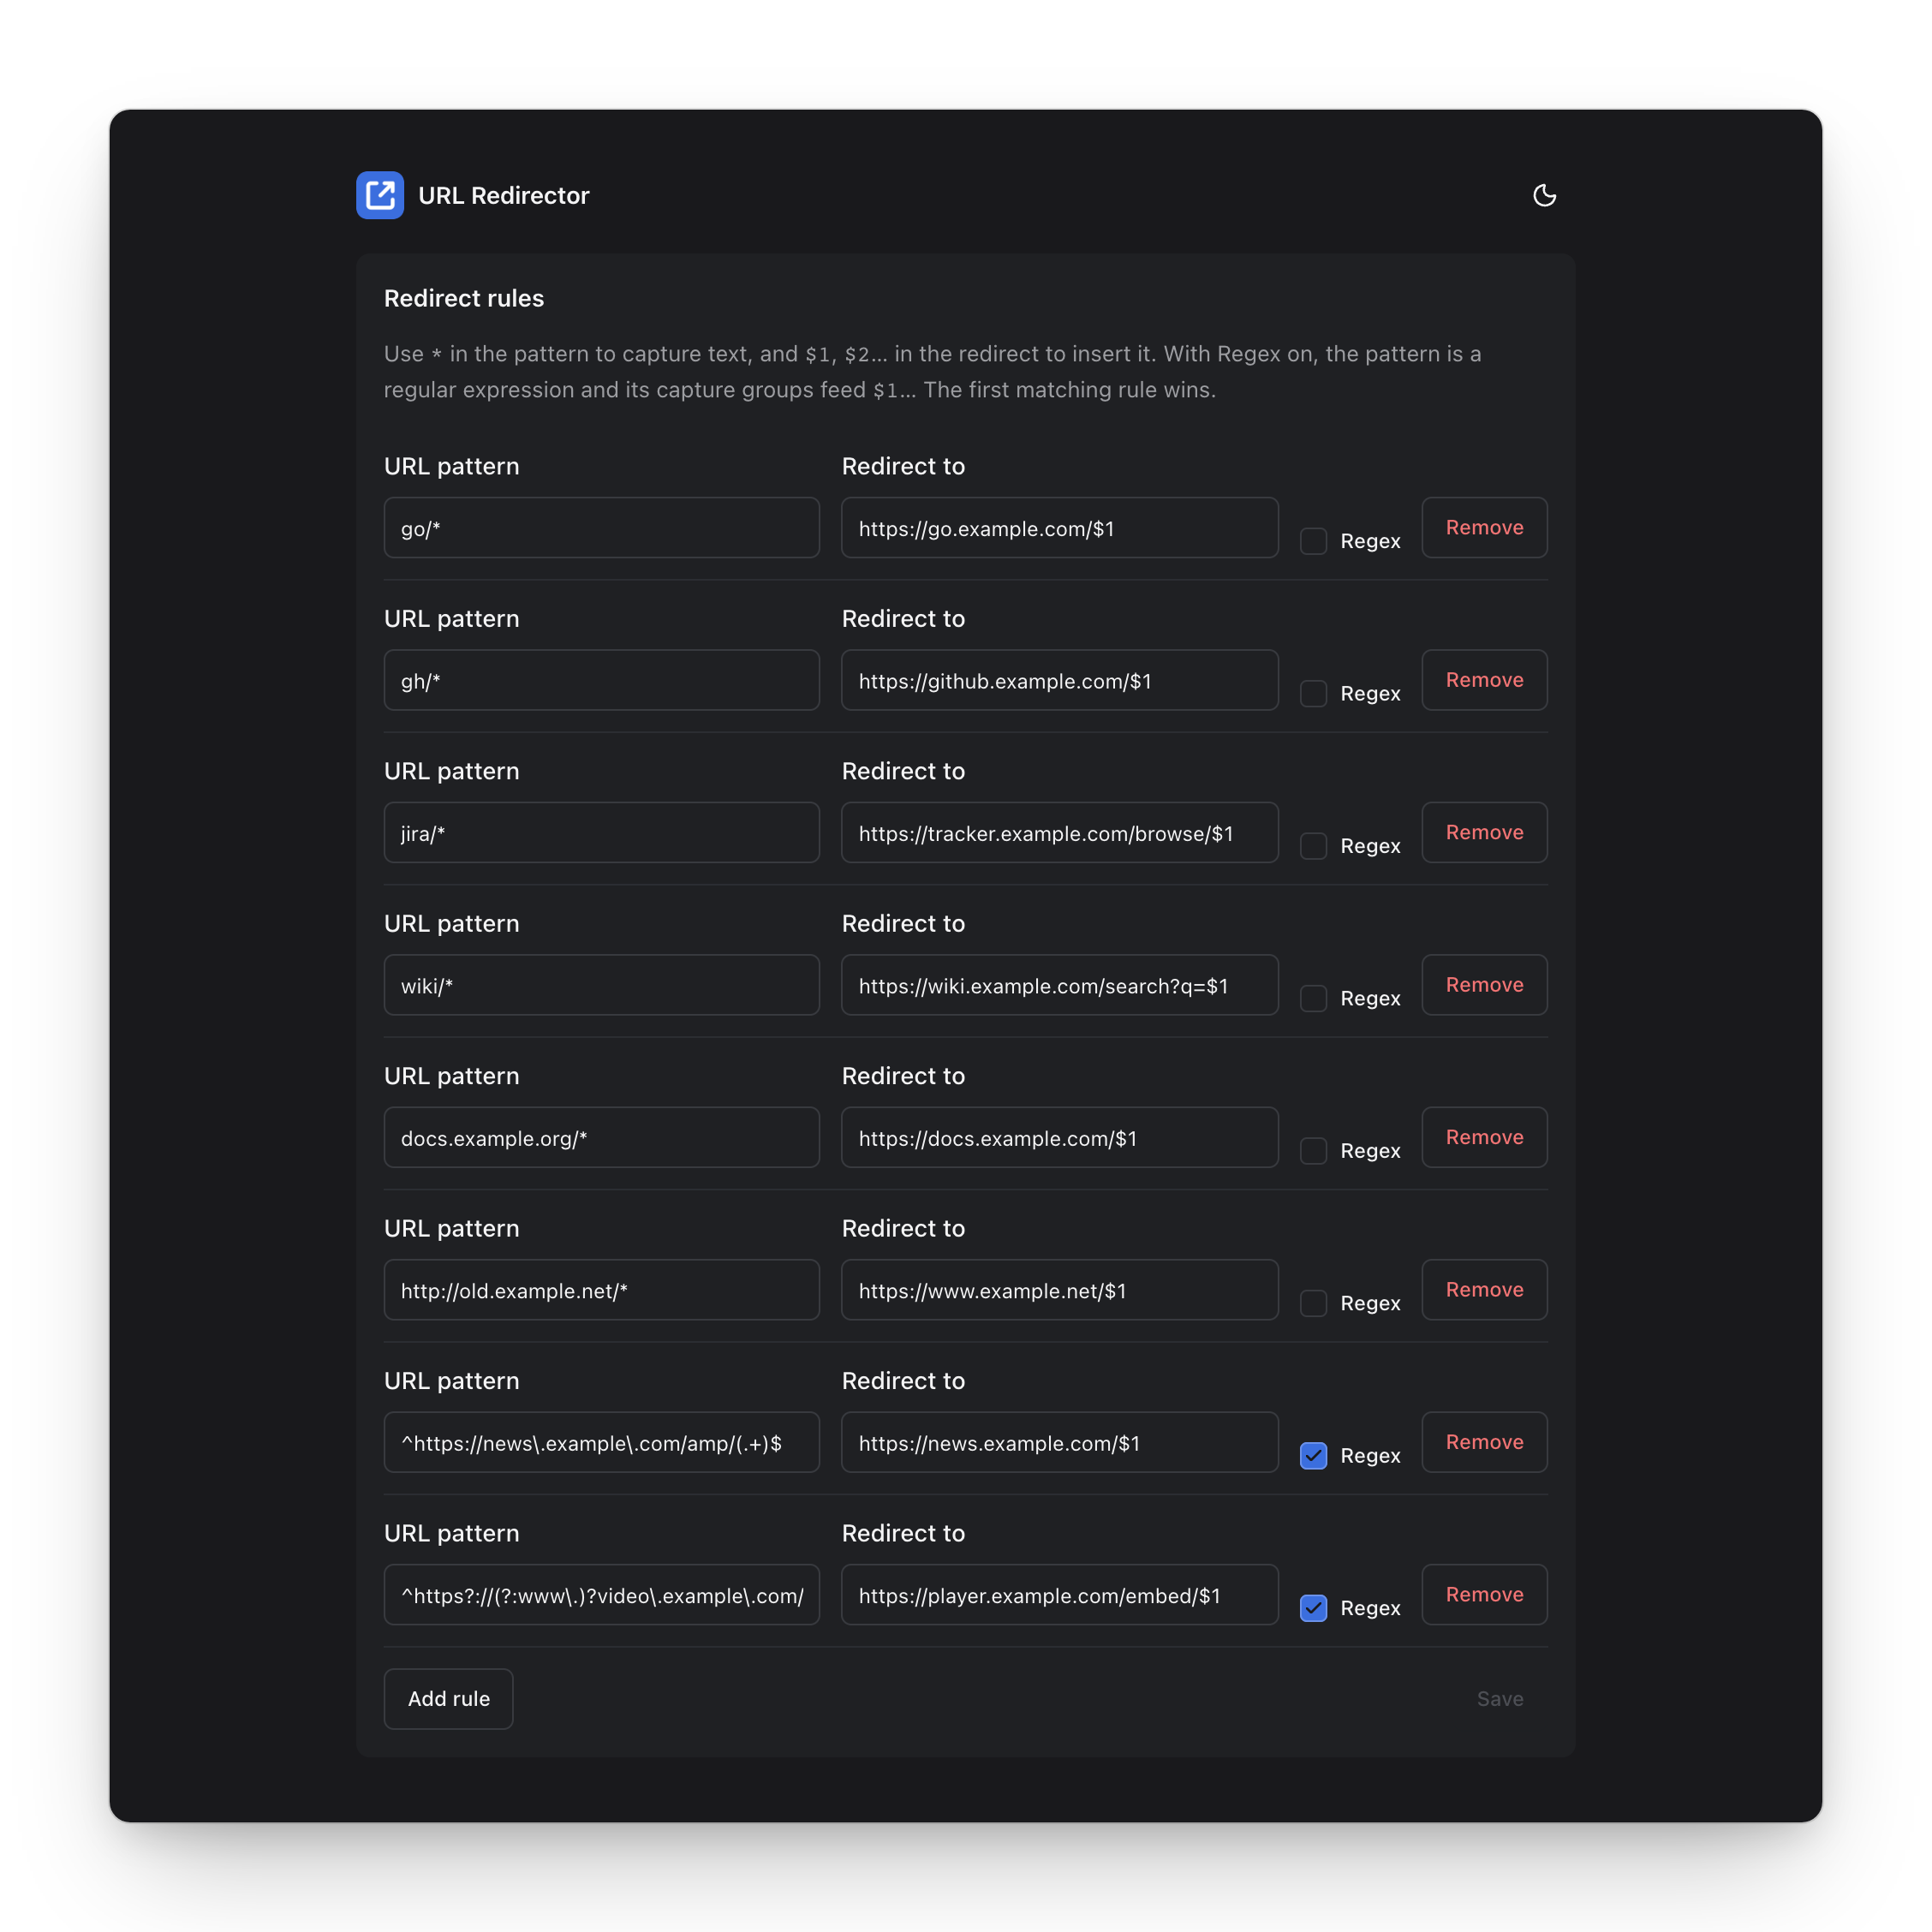 URL Redirector
Redirect rules
Use * in the pattern to capture text, and $1, $2… in the redirect to insert it. With Regex on, the pattern is a
regular expression and its capture groups feed $1… The first matching rule wins.
URL pattern Redirect to
go/* https://go.example.com/$1 Regex Remove
URL pattern Redirect to
gh/* https://github.example.com/$1 Regex Remove
URL pattern Redirect to
jira/* https://tracker.example.com/browse/$1 Regex Remove
URL pattern Redirect to
wiki/* https://wiki.example.com/search?q=$1 Regex Remove
URL pattern Redirect to
docs.example.org/* https://docs.example.com/$1 Regex Remove
URL pattern Redirect to
http://old.example.net/* https://www.example.net/$1 Regex Remove
URL pattern Redirect to
^https://news\.example\.com/amp/(.+)$ https://news.example.com/$1 Regex Remove
URL pattern Redirect to
^https?://(?:www\.)?video\.example\.com/ https://player.example.com/embed/$1 Regex Remove
Add rule Save